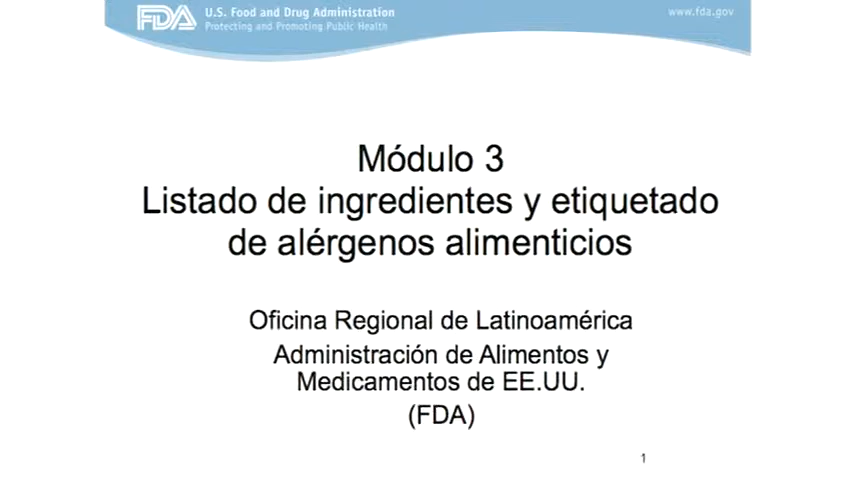 FDA U.S. Food and Drug Administration
Protecting and Promoting Public Health
www.fda.gov
Módulo 3
Listado de ingredientes y etiquetado
de alérgenos alimenticios
Oficina Regional de Latinoamérica
Administración de Alimentos y
Medicamentos de EE.UU.
(FDA)
1